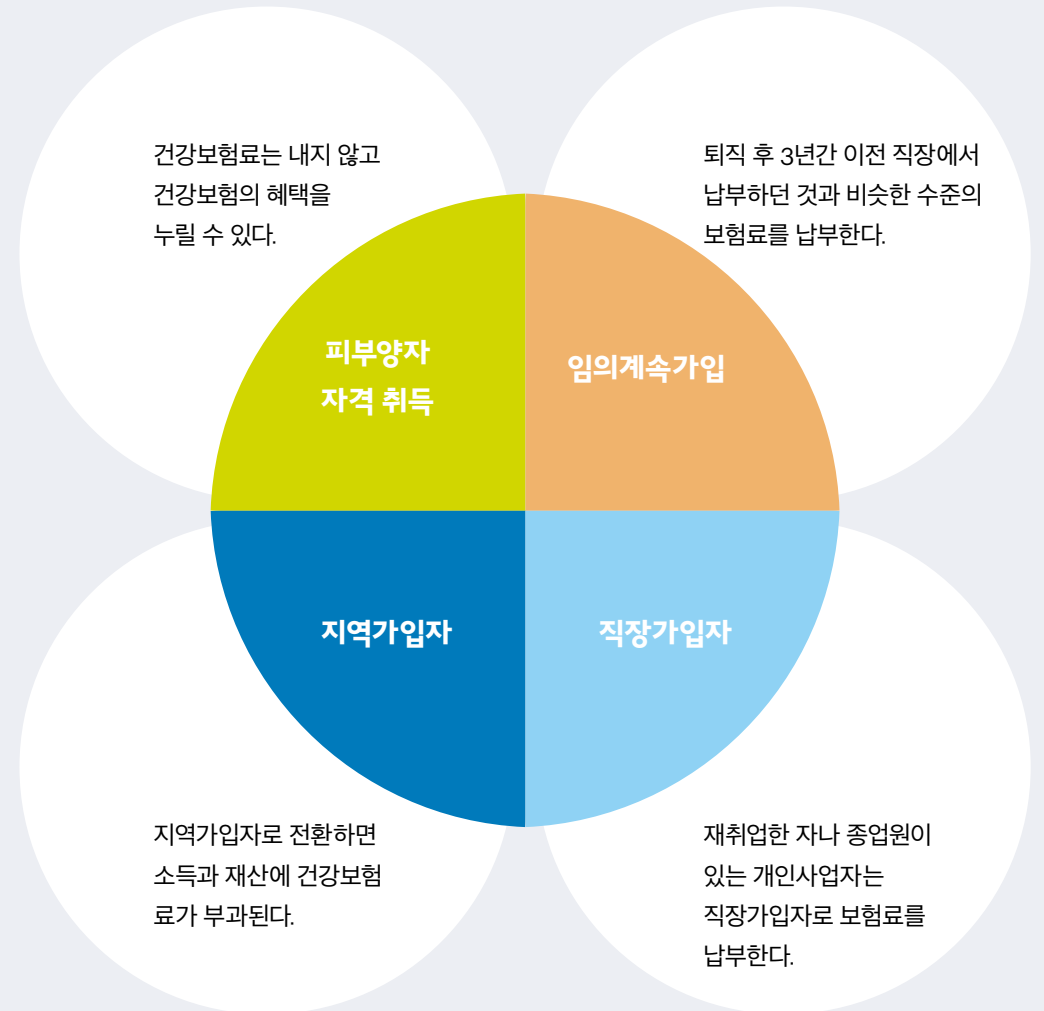 건강보험료는 내지 않고
건강보험의 혜택을
누릴 수 있다.
퇴직 후 3년간 이전 직장에서
납부하던 것과 비슷한 수준의
보험료를 납부한다.
피부양자
자격 취득
임의계속가입
지역가입자
직장가입자
지역가입자로 전환하면
소득과 재산에 건강보험
료가 부과된다.
재취업한 자나 종업원이
있는 개인사업자는
직장가입자로 보험료를
납부한다.